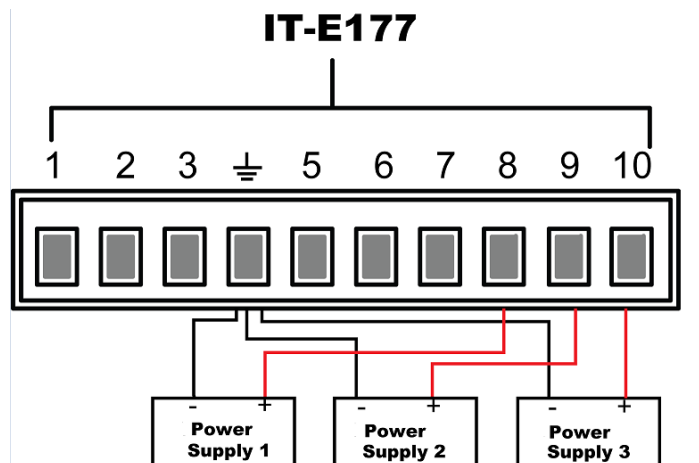 IT-E177
1 2 3 ⏚ 5 6 7 8 9 10
- + - + - +
Power Power Power
Supply 1 Supply 2 Supply 3